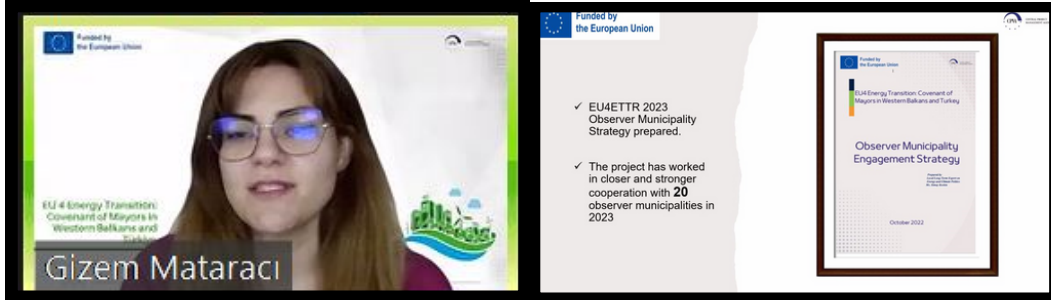 Funded by
the European Union
EU 4 Energy Transition:
Covenant of Mayors in
Western Balkans and
Türkiye
Gizem Mataracı
Funded by
the European Union
✓ EU4ETTR 2023
Observer Municipality
Strategy prepared.
✓ The project has worked
in closer and stronger
cooperation with 20
observer municipalities in
2023
Funded by
the European Union
EU4 Energy Transition: Covenant of
Mayors in Western Balkans and Turkey
Observer Municipality
Engagement Strategy
October 2022